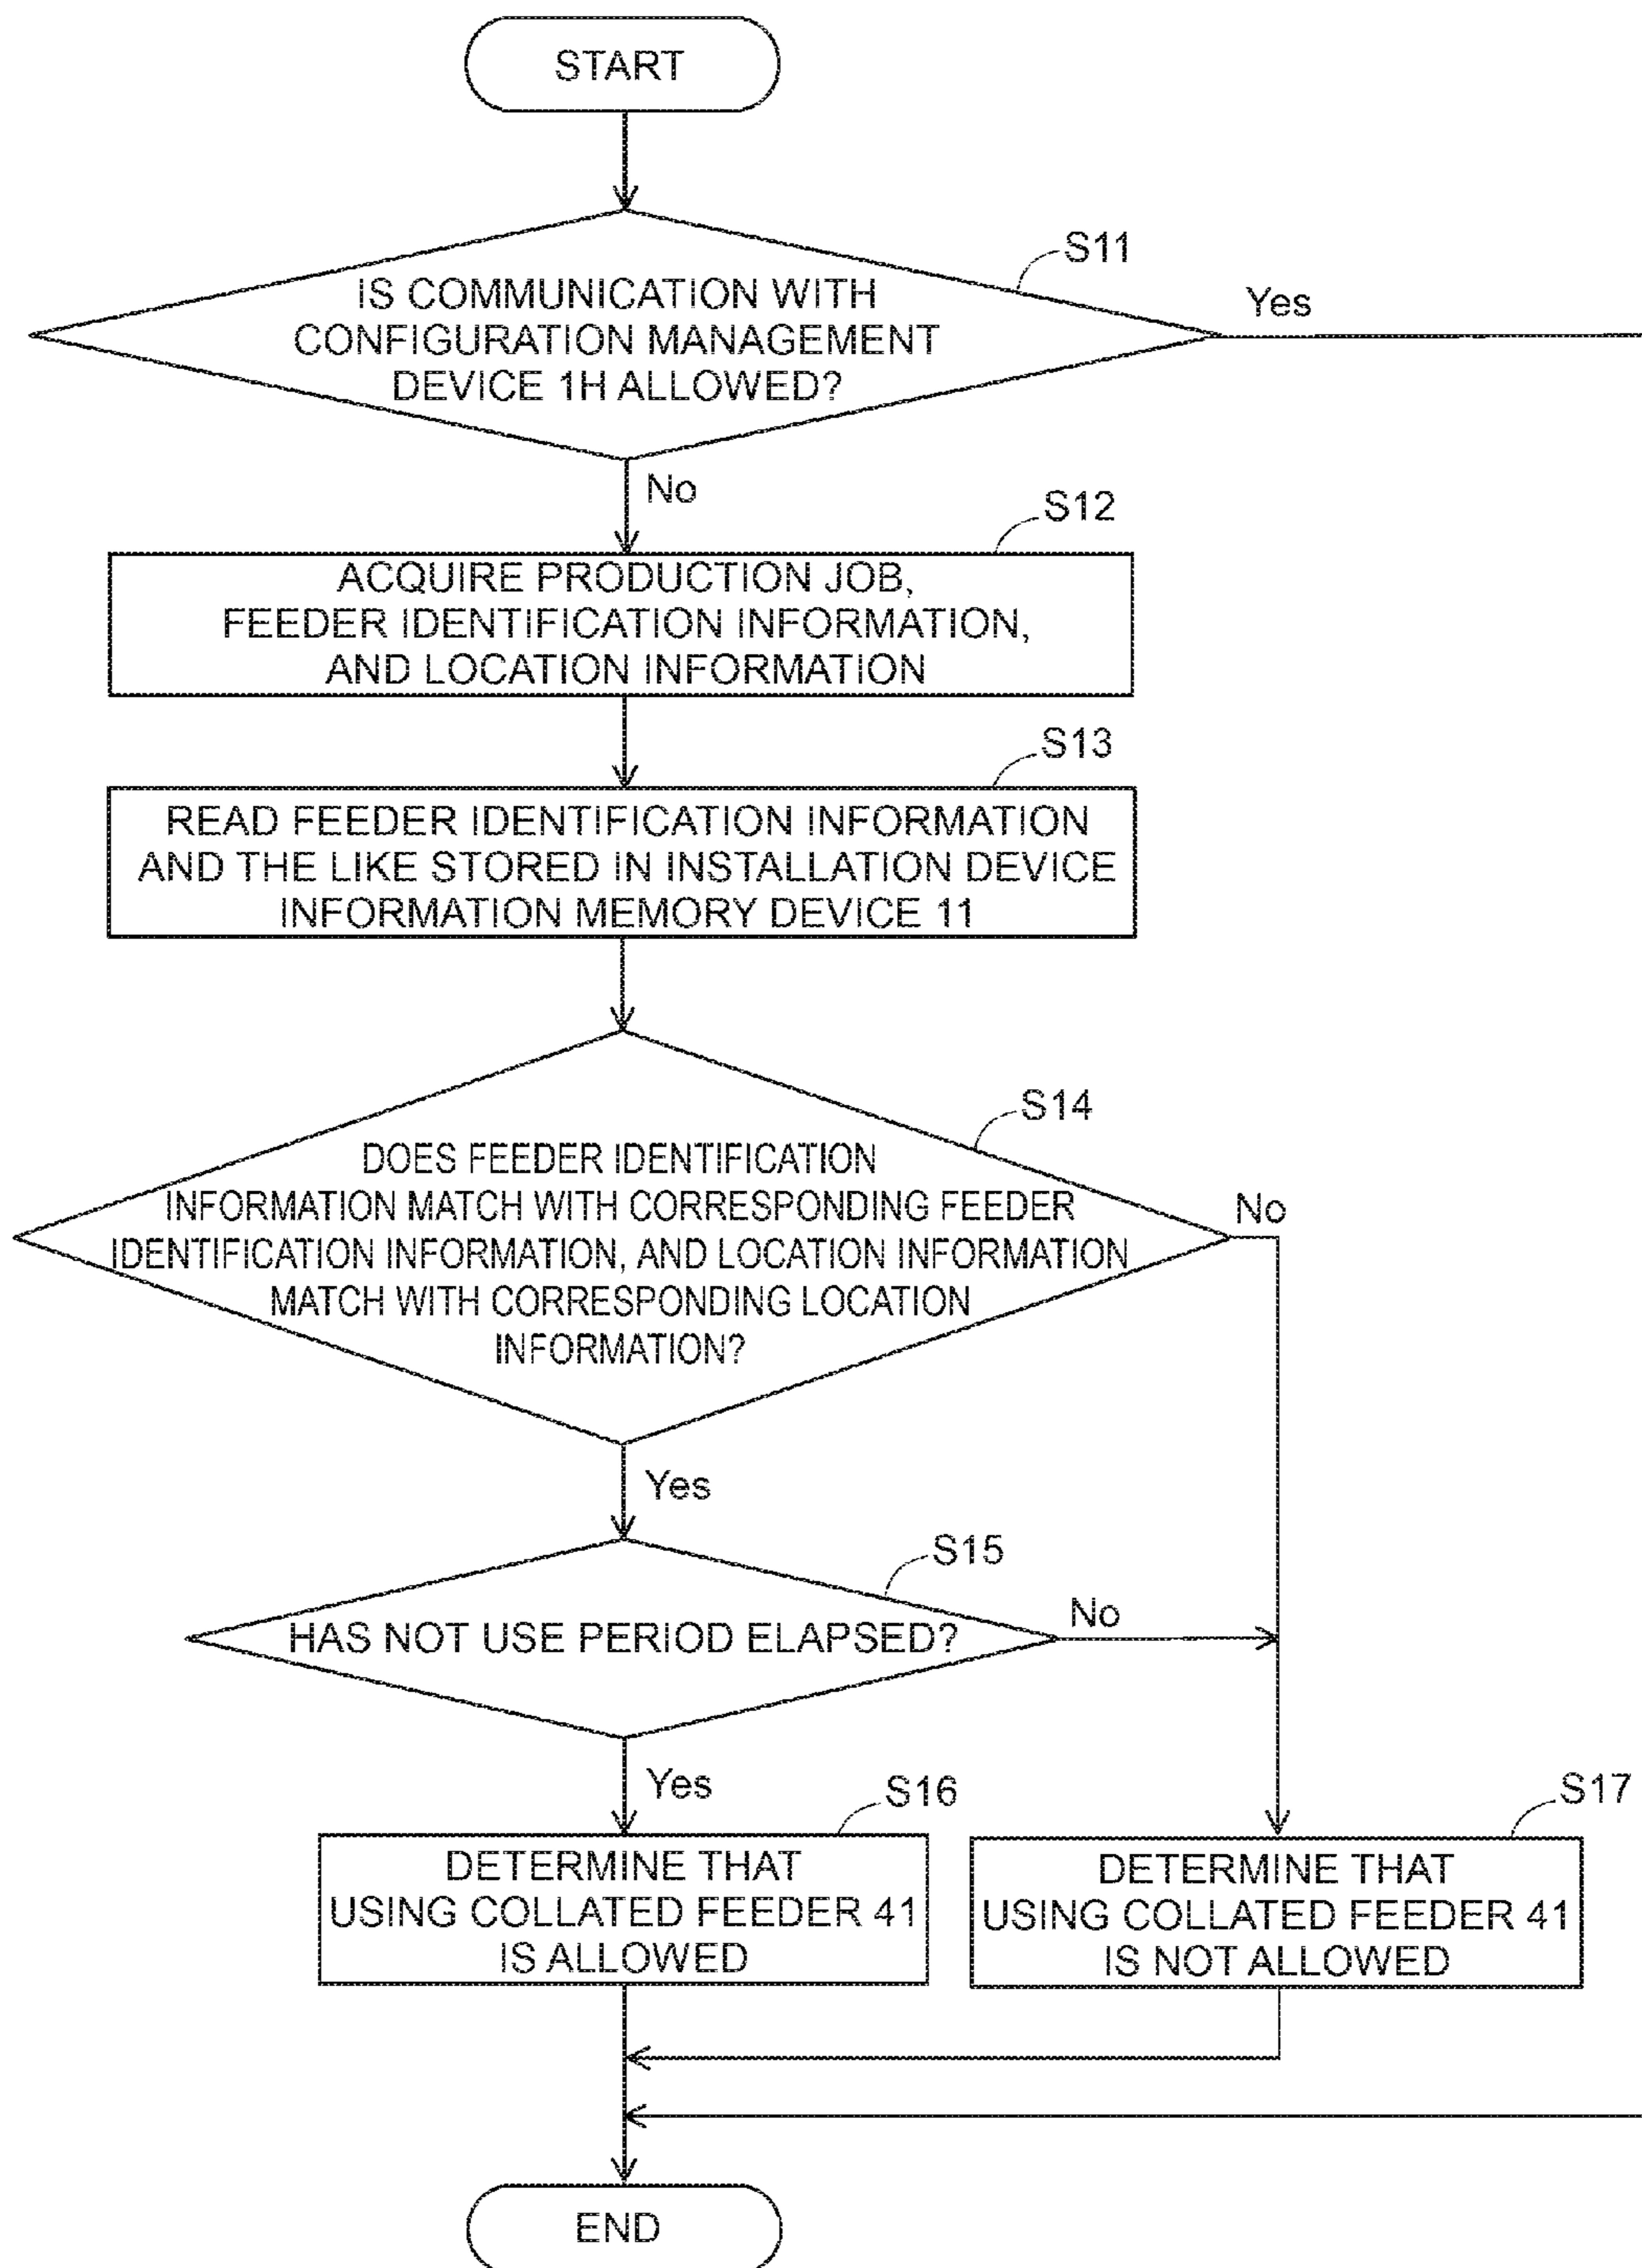 START
S11
IS COMMUNICATION WITH
CONFIGURATION MANAGEMENT
DEVICE 1H ALLOWED?
Yes
No
S12
ACQUIRE PRODUCTION JOB,
FEEDER IDENTIFICATION INFORMATION,
AND LOCATION INFORMATION
S13
READ FEEDER IDENTIFICATION INFORMATION
AND THE LIKE STORED IN INSTALLATION DEVICE
INFORMATION MEMORY DEVICE 11
S14
DOES FEEDER IDENTIFICATION
INFORMATION MATCH WITH CORRESPONDING FEEDER
IDENTIFICATION INFORMATION, AND LOCATION INFORMATION
MATCH WITH CORRESPONDING LOCATION
INFORMATION?
No
Yes
S15
HAS NOT USE PERIOD ELAPSED?
No
Yes
S16
DETERMINE THAT
USING COLLATED FEEDER 41
IS ALLOWED
S17
DETERMINE THAT
USING COLLATED FEEDER 41
IS NOT ALLOWED
END